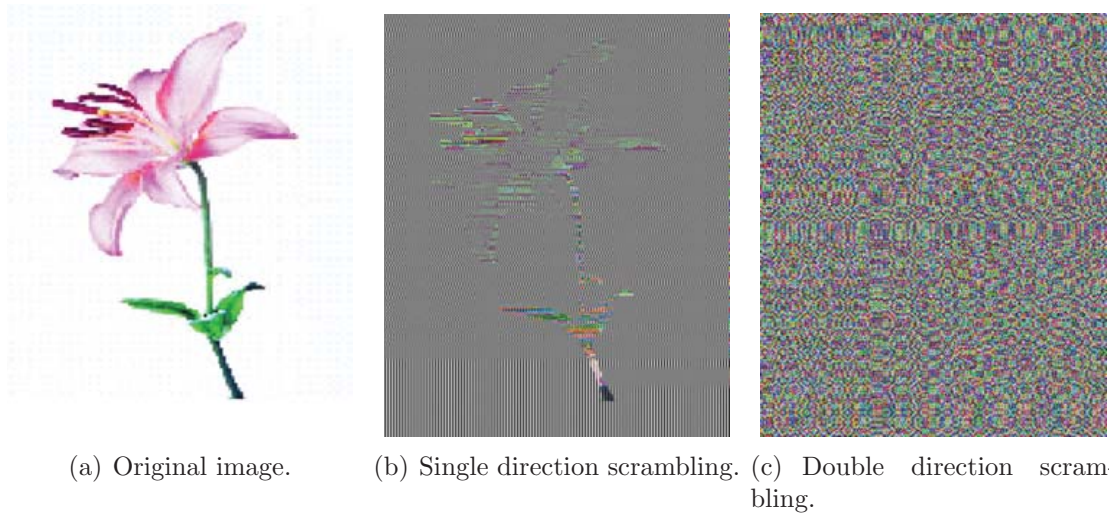 (a) Original image.
(b) Single direction scrambling.
(c) Double direction scram-
bling.